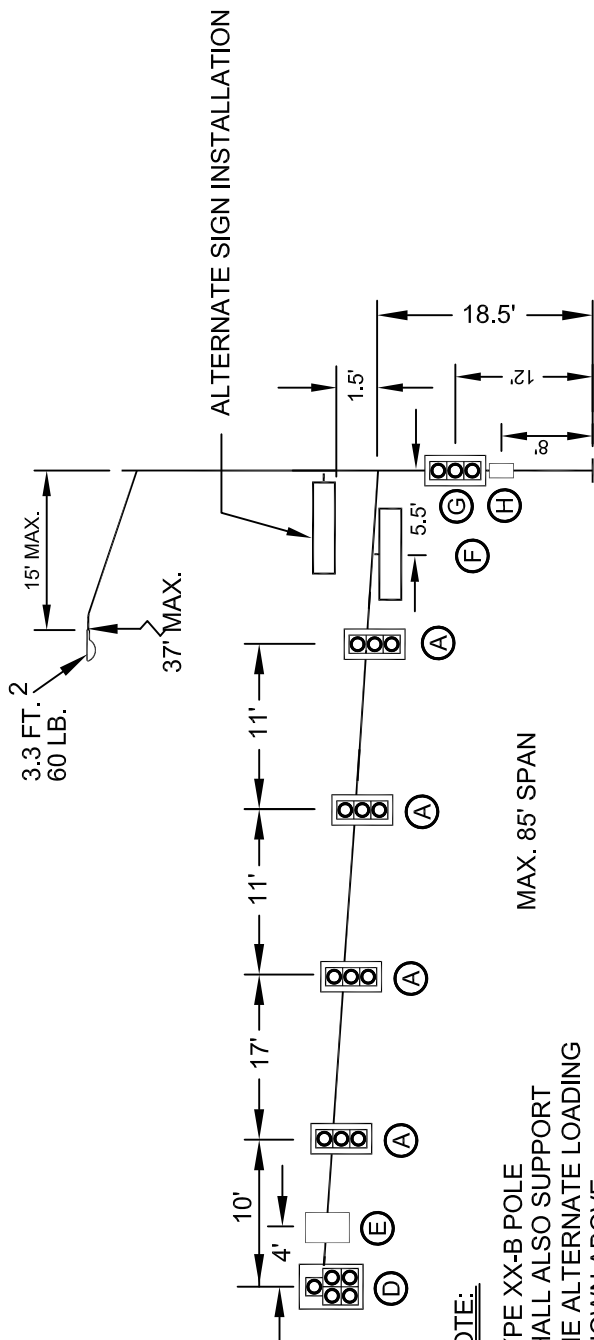 ALTERNATE SIGN INSTALLATION
15' MAX.
3.3 FT. 2
60 LB.
37' MAX.
1.5'
18.5'
12'
8'
5.5'
11'
11'
17'
10'
4'
G
H
F
A
A
A
A
E
D
MAX. 85' SPAN
OTE:
PE XX-B POLE
HALL ALSO SUPPORT
HE ALTERNATE LOADING